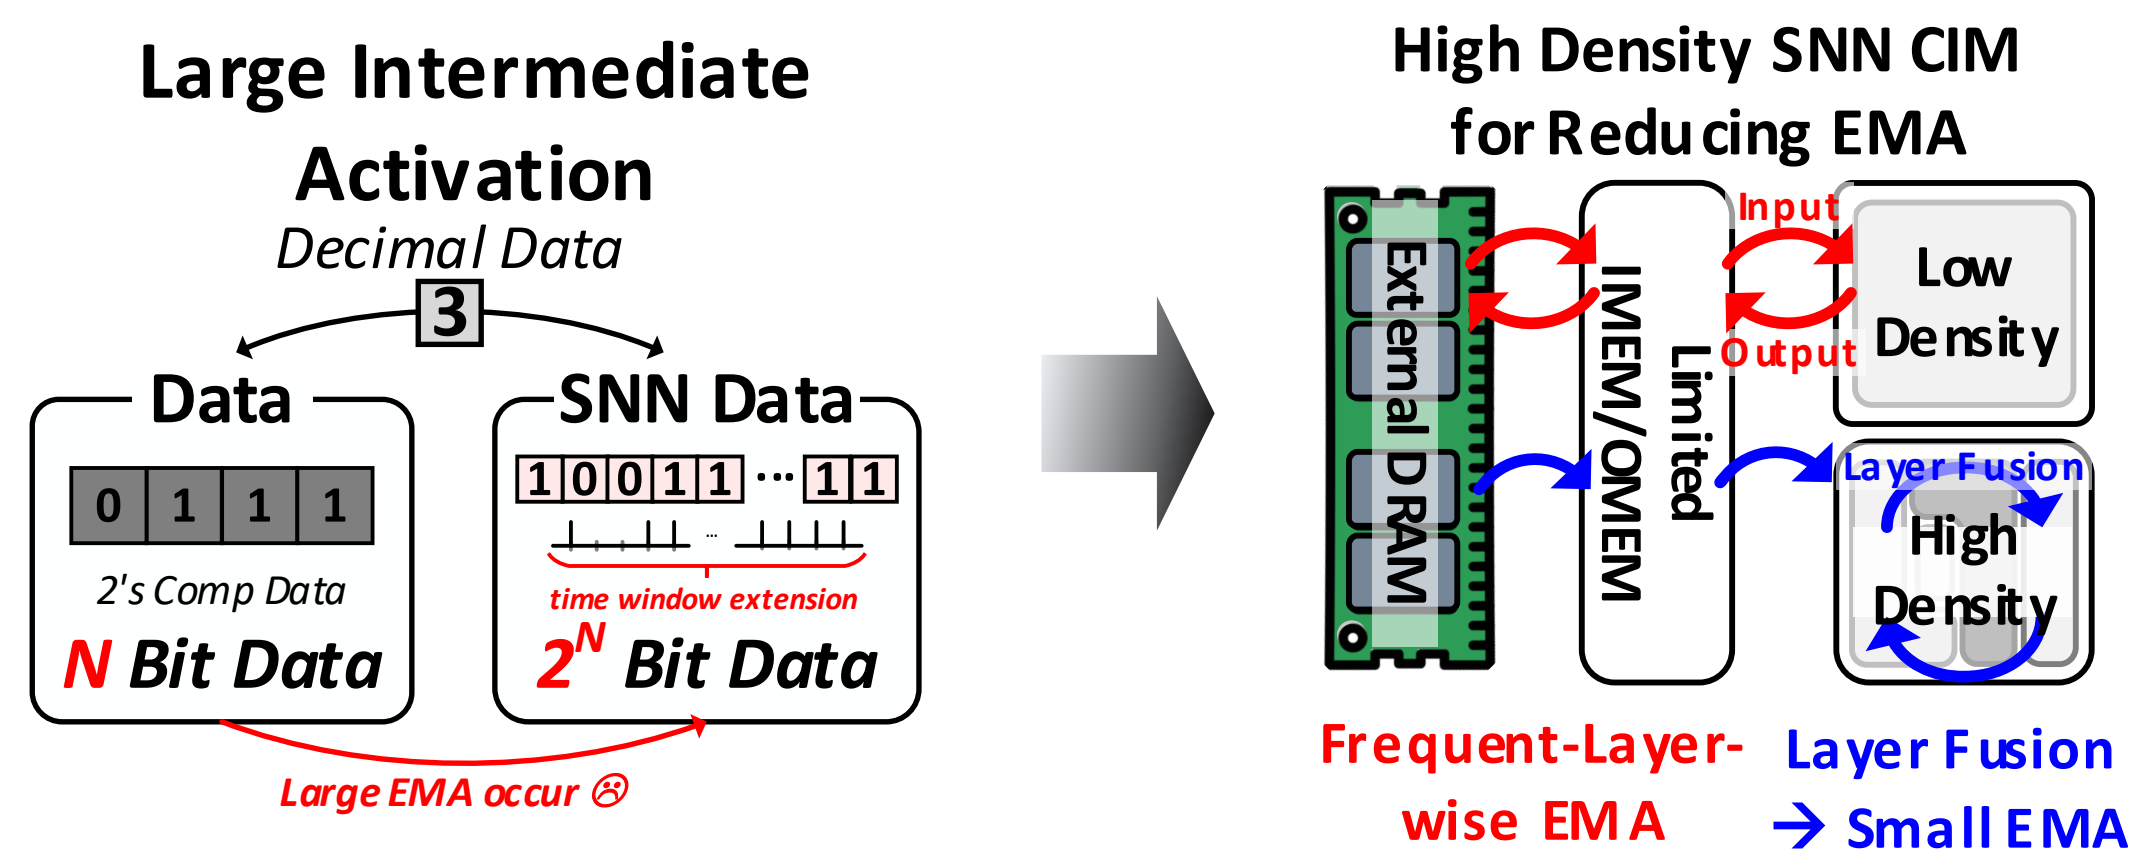 Large Intermediate
Activation
Decimal Data
3
Data
0 1 1 1
2's Comp Data
N Bit Data
SNN Data
1 0 0 1 1 ... 1 1
...
time window extension
2^N Bit Data
Large EMA occur ☹
High Density SNN CIM
for Reducing EMA
External DRAM
IMEM/OMEM
Limited
Input
Output
Low
Density
Layer Fusion
High
Density
Frequent-Layer-
wise EMA
Layer Fusion
→ Small EMA